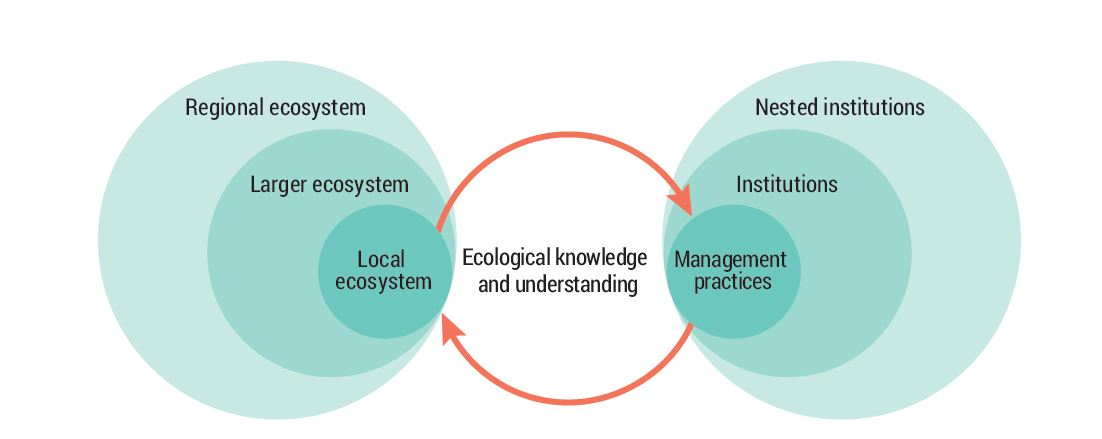 Regional ecosystem
Larger ecosystem
Local
ecosystem
Ecological knowledge
and understanding
Nested institutions
Institutions
Management
practices